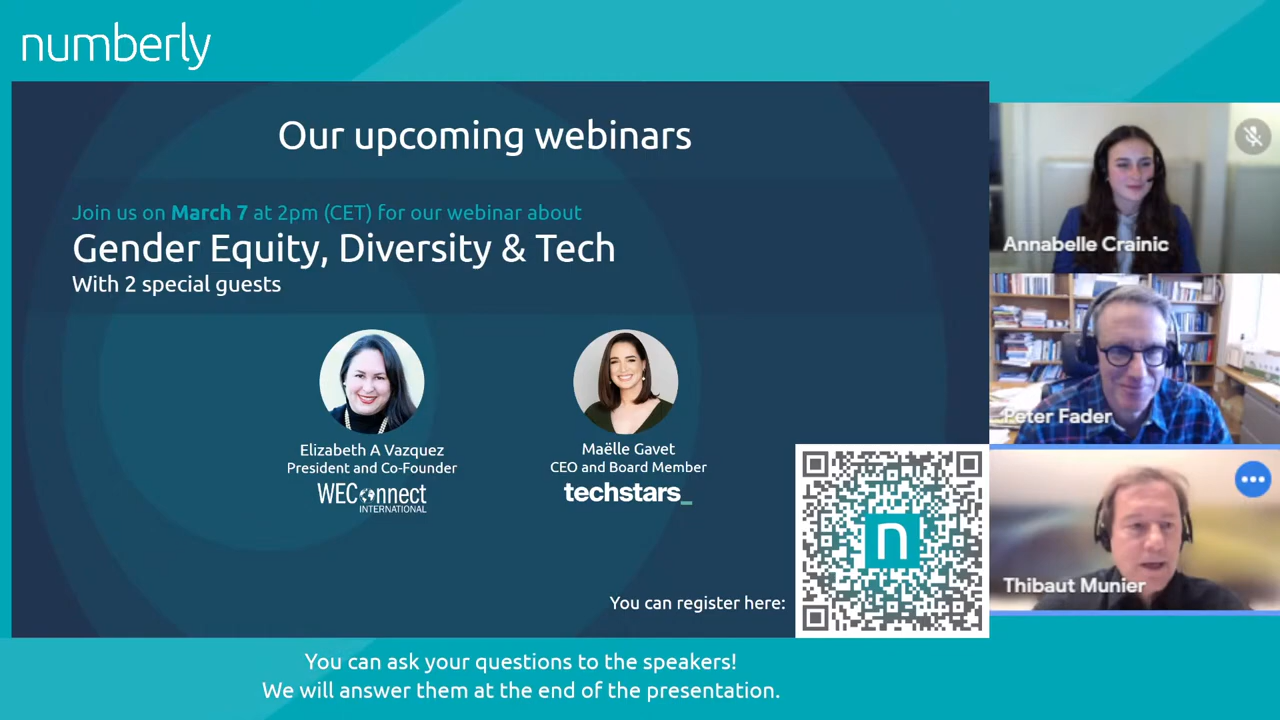 numberly
Our upcoming webinars
Join us on March 7 at 2pm (CET) for our webinar about
Gender Equity, Diversity & Tech
With 2 special guests
Elizabeth A Vazquez
President and Co-Founder
WEConnect
INTERNATIONAL
Maëlle Gavet
CEO and Board Member
techstars_
You can register here:
n
Annabelle Crainic
Peter Fader
Thibaut Munier
You can ask your questions to the speakers!
We will answer them at the end of the presentation.